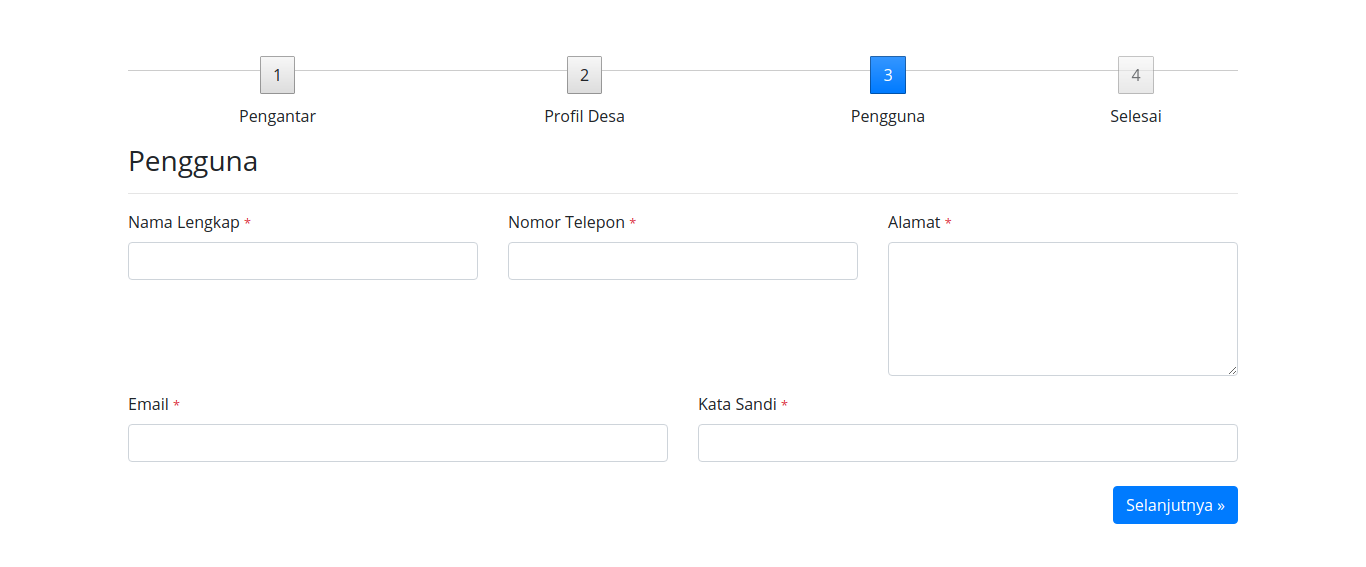 1 2 3 4
Pengantar Profil Desa Pengguna Selesai
Pengguna
Nama Lengkap * Nomor Telepon * Alamat *
Email * Kata Sandi *
Selanjutnya »